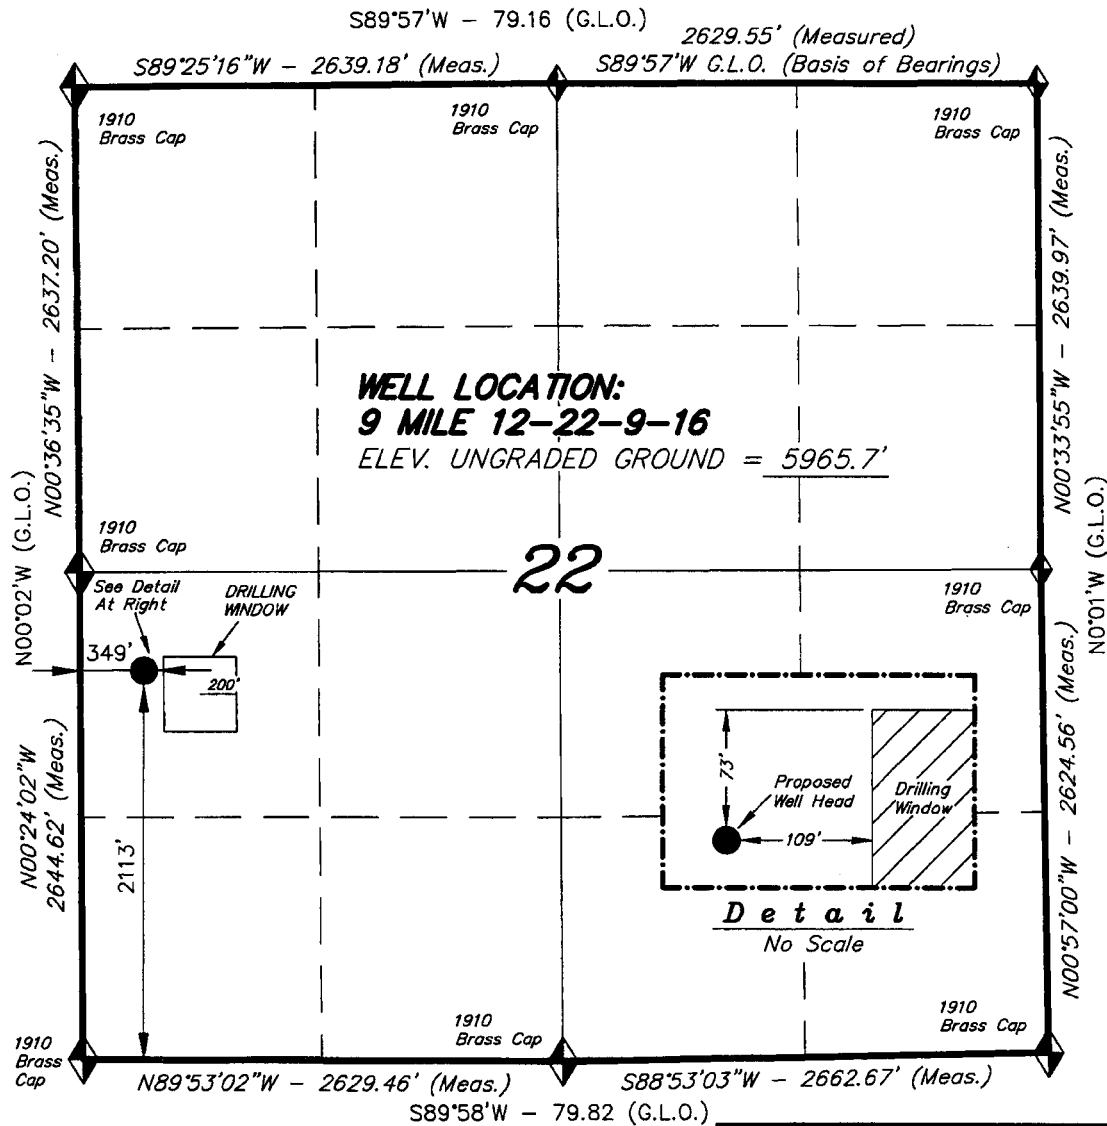 S89°57'W - 79.16 (G.L.O.)
2629.55' (Measured)
S89°25'16"W - 2639.18' (Meas.)
S89°57'W G.L.O. (Basis of Bearings)
1910
Brass Cap
1910
Brass Cap
1910
Brass Cap
N00°36'35"W - 2637.20' (Meas.)
N00°33'55"W - 2639.97' (Meas.)
WELL LOCATION:
9 MILE 12-22-9-16
ELEV. UNGRADED GROUND = 5965.7'
N00°02'W (G.L.O.)
N0°01'W (G.L.O.)
1910
Brass Cap
22
1910
Brass Cap
See Detail
At Right
DRILLING
WINDOW
349'
200'
N00°24'02"W
2644.62' (Meas.)
2113'
73'
Proposed
Well Head
Drilling
Window
109'
Detail
No Scale
N00°57'00"W - 2624.56' (Meas.)
1910
Brass
Cap
1910
Brass Cap
1910
Brass Cap
N89°53'02"W - 2629.46' (Meas.)
S88°53'03"W - 2662.67' (Meas.)
S89°58'W - 79.82 (G.L.O.)